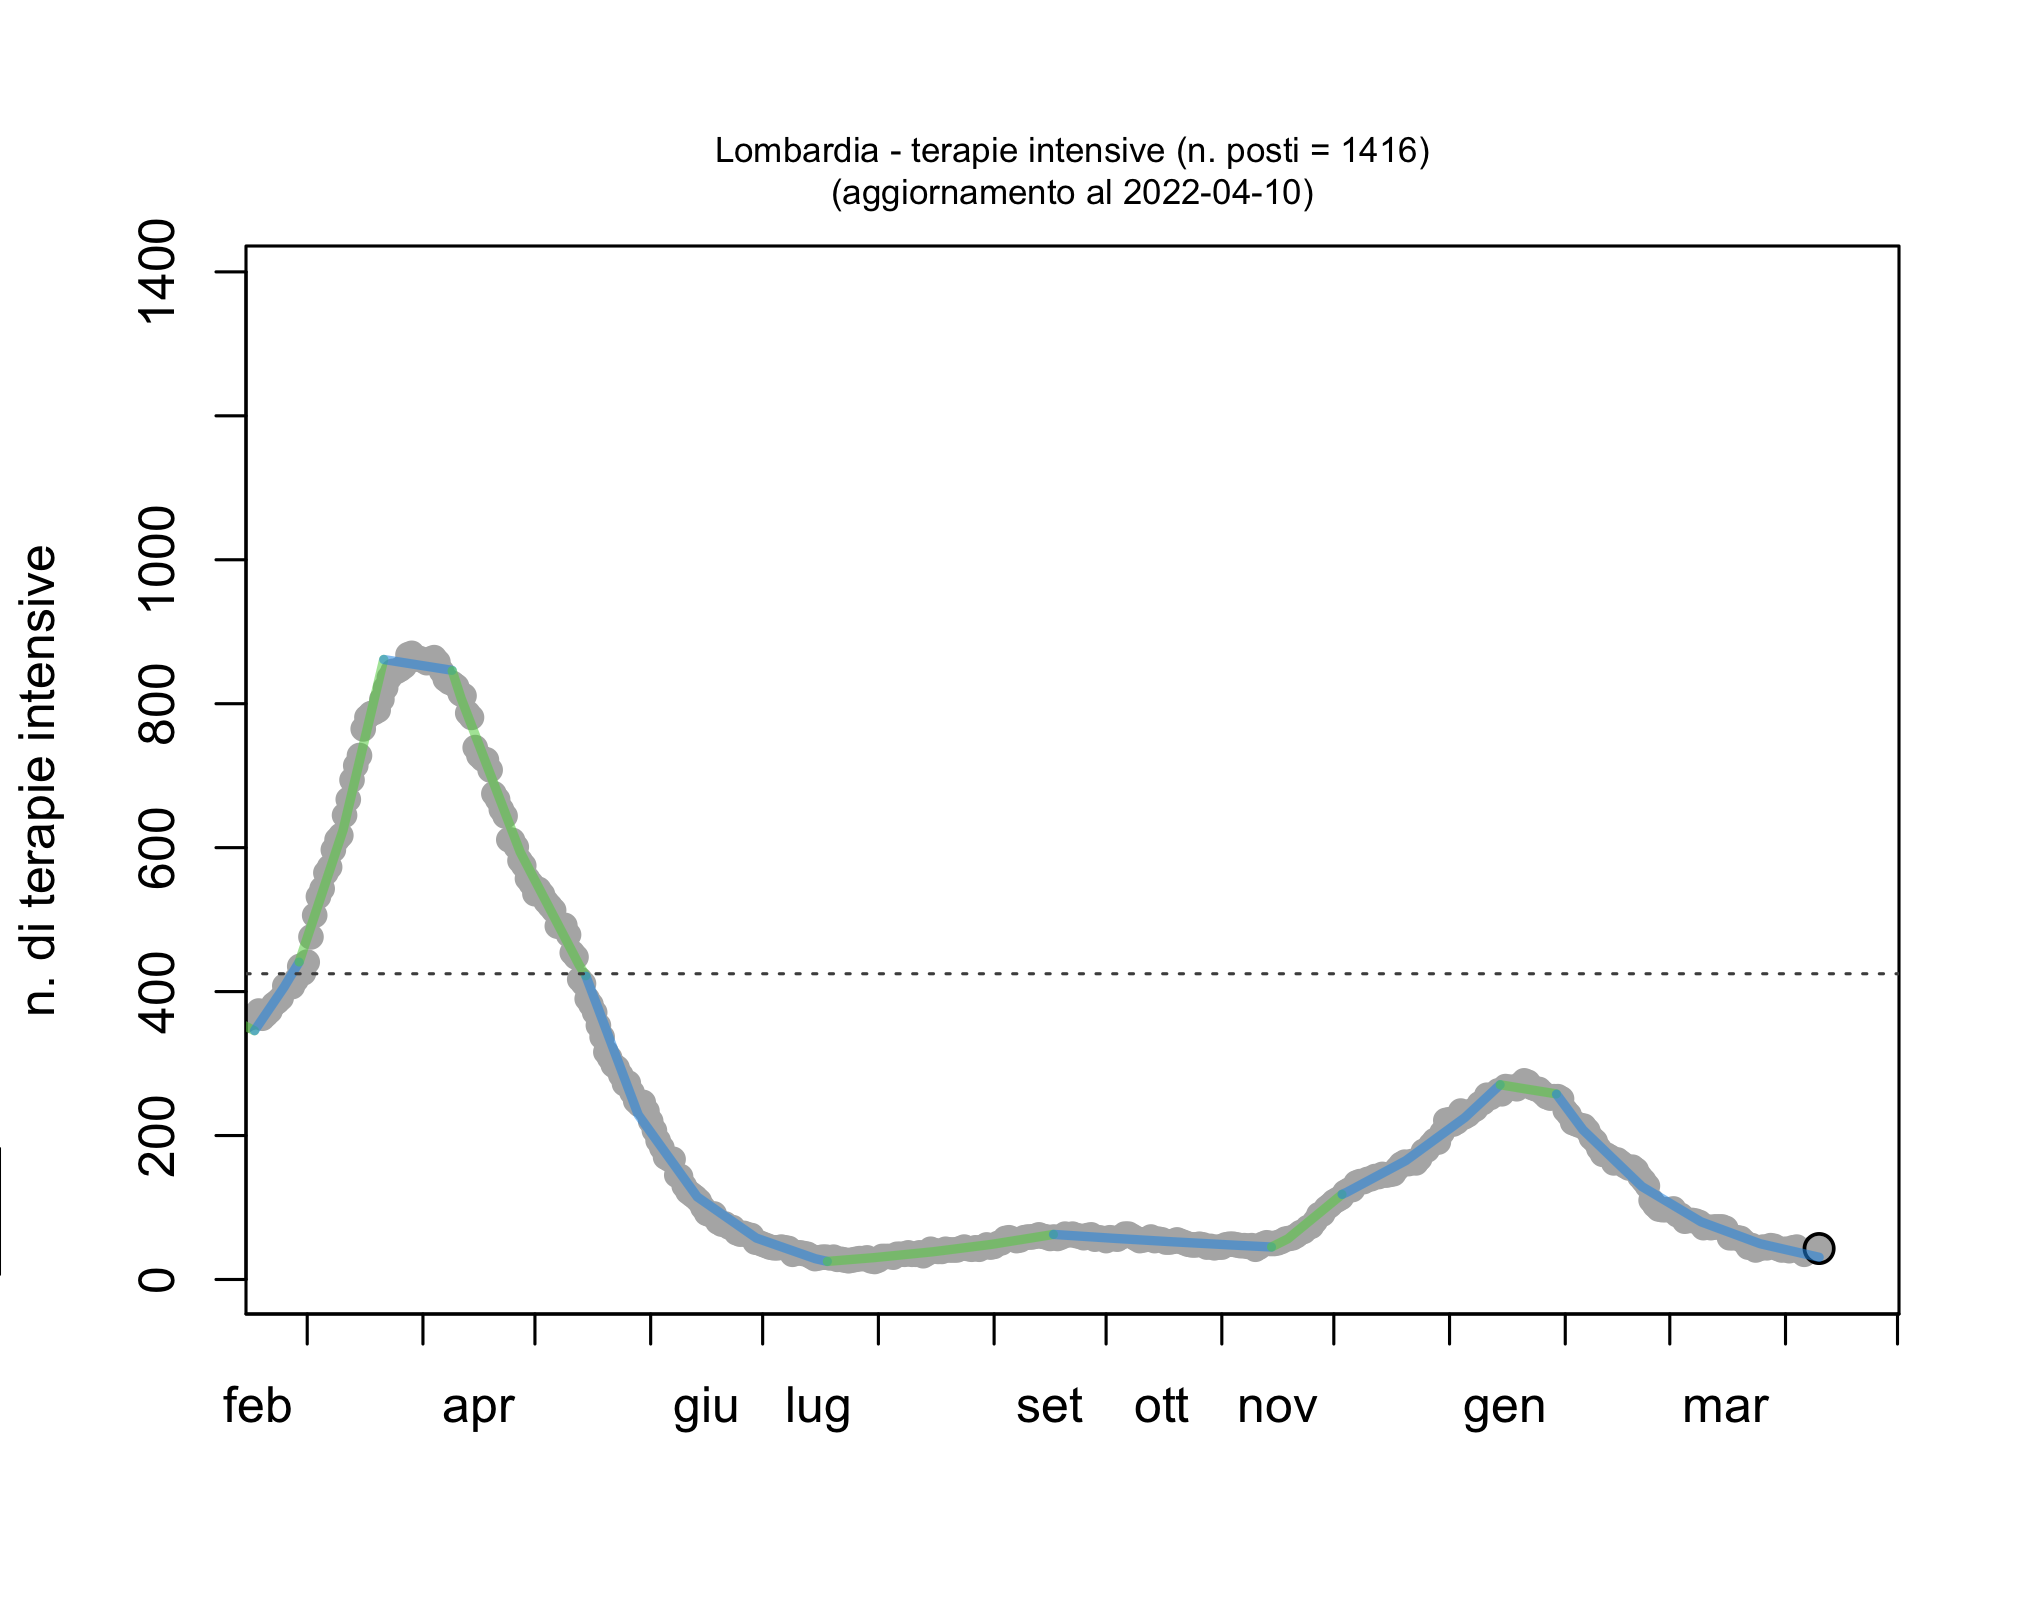 Lombardia - terapie intensive (n. posti = 1416)
(aggiornamento al 2022-04-10)
n. di terapie intensive
1400
1000
800
600
400
200
0
feb apr giu lug set ott nov gen mar